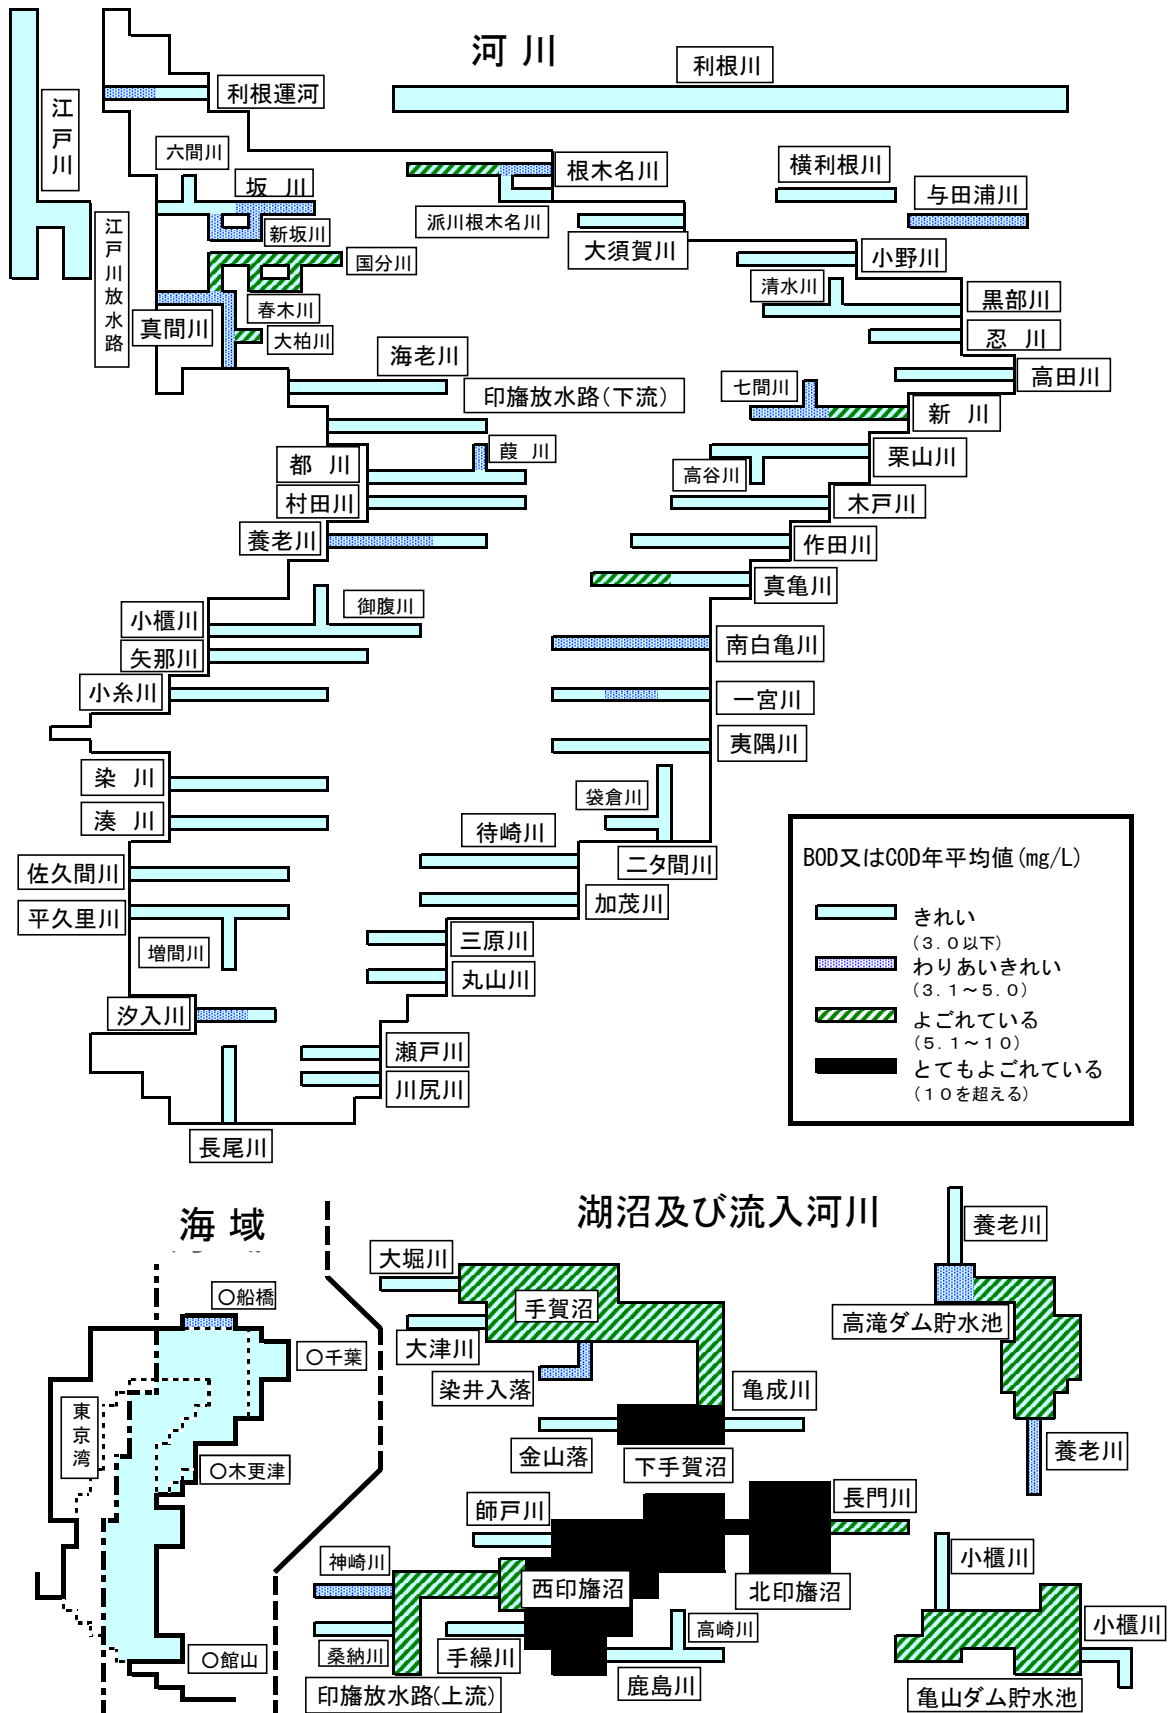 河 川
利根川
江戸川
利根運河
六間川
坂 川
新坂川
江戸川放水路
国分川
春木川
真間川
大柏川
根木名川
派川根木名川
大須賀川
横利根川
与田浦川
小野川
清水川
黒部川
忍 川
高田川
海老川
印旛放水路(下流)
七間川
新 川
都 川
葭 川
高谷川
栗山川
村田川
木戸川
養老川
作田川
真亀川
小櫃川
御腹川
矢那川
南白亀川
小糸川
一宮川
夷隅川
染 川
袋倉川
湊 川
待崎川
二タ間川
佐久間川
加茂川
平久里川
増間川
三原川
丸山川
汐入川
瀬戸川
川尻川
長尾川
BOD又はCOD年平均値(mg/L)
きれい
(3.0以下)
わりあいきれい
(3.1～5.0)
よごれている
(5.1～10)
とてもよごれている
(10を超える)
海 域
○船橋
○千葉
東京湾
○木更津
○館山
湖沼及び流入河川
大堀川
手賀沼
大津川
染井入落
亀成川
金山落
下手賀沼
養老川
高滝ダム貯水池
養老川
師戸川
長門川
神崎川
西印旛沼
北印旛沼
桑納川
手繰川
高崎川
鹿島川
印旛放水路(上流)
小櫃川
小櫃川
亀山ダム貯水池